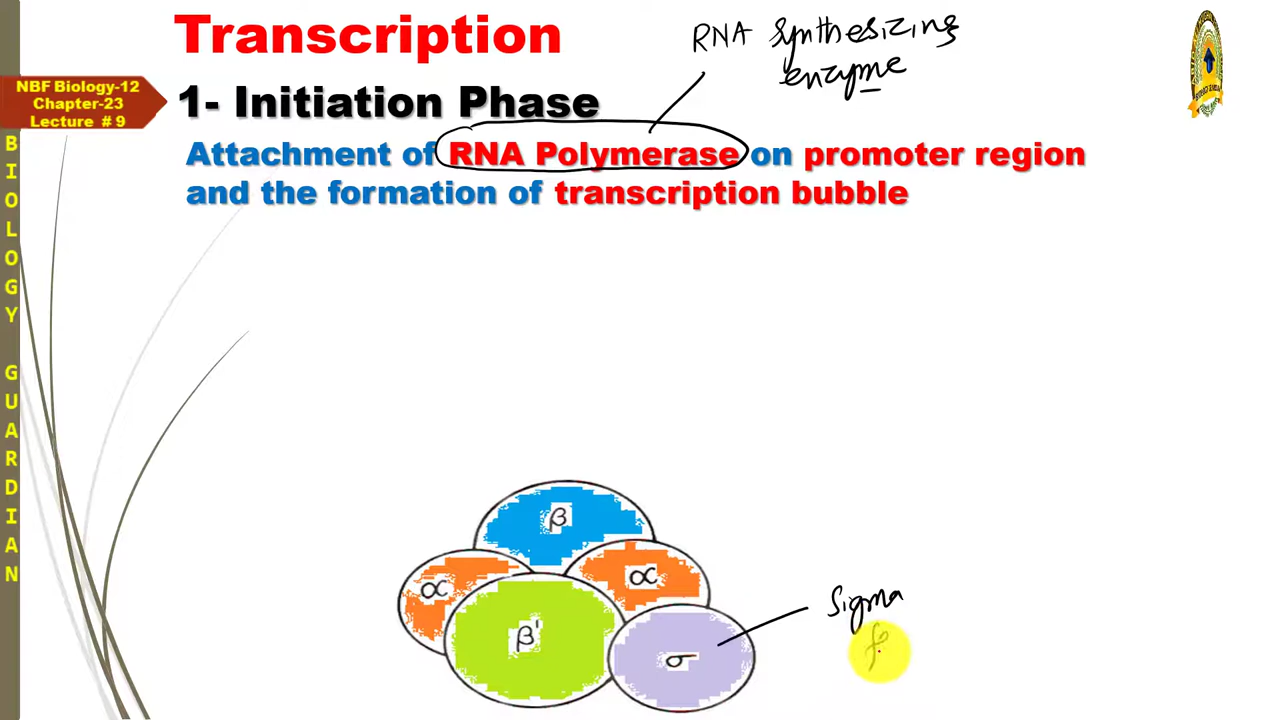 Transcription
RNA synthesizing
enzyme
NBF Biology-12
Chapter-23
Lecture # 9
1- Initiation Phase
Attachment of RNA Polymerase on promoter region
and the formation of transcription bubble
BIOLOGY GUARDIAN
β
α
α
β'
σ
Sigma
f